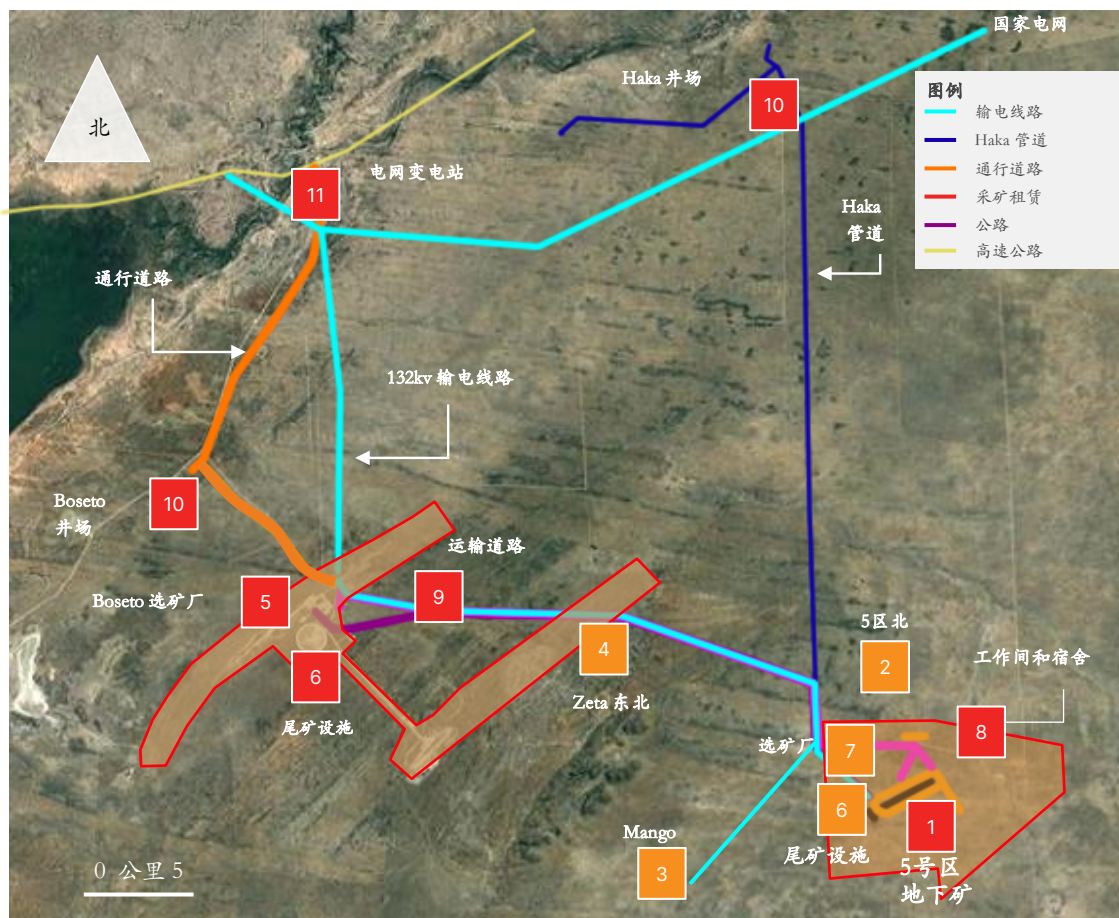 国家电网
Haka 井场
10
图例
输电线路
Haka 管道
通行道路
采矿租赁
公路
高速公路
北
电网变电站
11
Haka
管道
通行道路
132kv 输电线路
Boseto
井场
10
运输道路
Boseto 选矿厂
5
9
6
尾矿设施
4
Zeta 东北
5区北
2
工作间和宿舍
8
选矿厂
7
6
尾矿设施
1
5号区
地下矿
Mango
3
0 公里 5